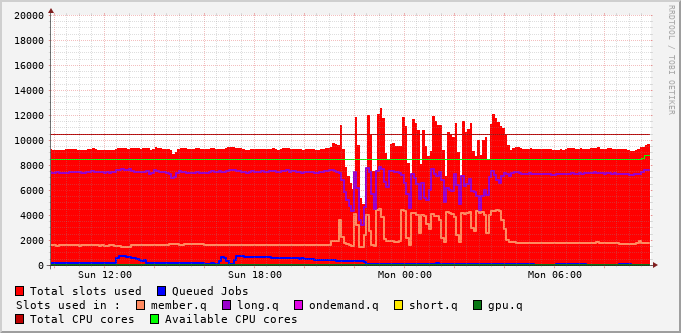 20000
18000
16000
14000
12000
10000
8000
6000
4000
2000
0
Sun 12:00 Sun 18:00 Mon 00:00 Mon 06:00
RRDTOOL / TOBI OETIKER
Total slots used Queued Jobs
Slots used in : member.q long.q ondemand.q short.q gpu.q
Total CPU cores Available CPU cores